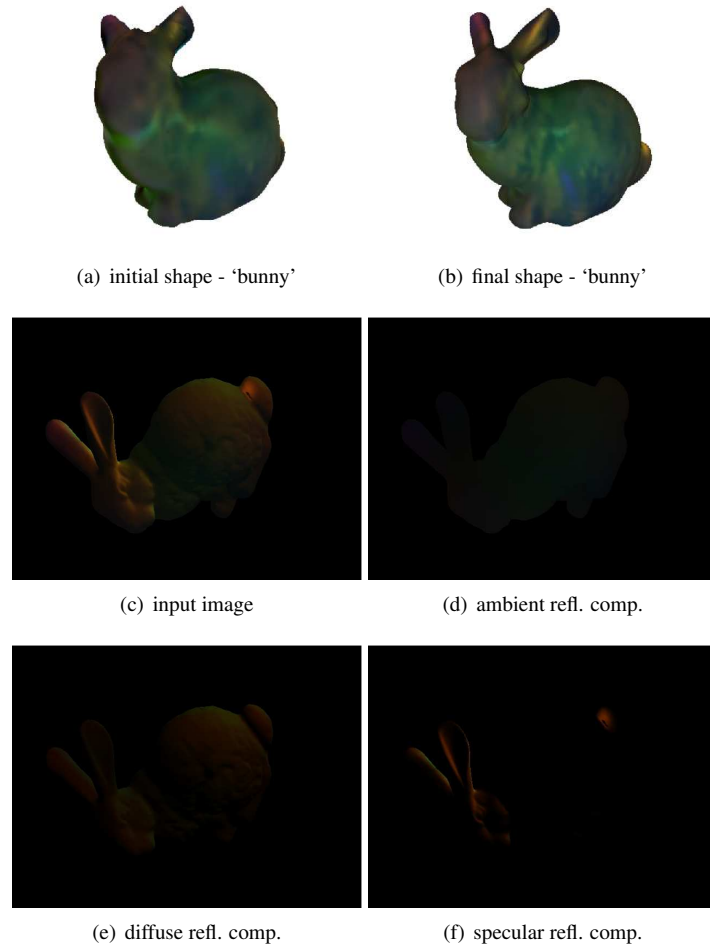 (a) initial shape - ‘bunny’
(b) final shape - ‘bunny’
(c) input image
(d) ambient refl. comp.
(e) diffuse refl. comp.
(f) specular refl. comp.